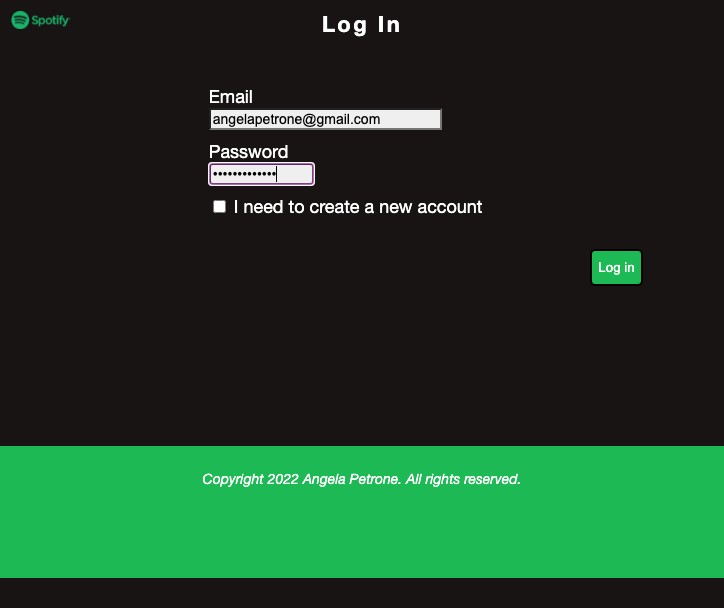 Spotify
Log In
Email
angelapetrone@gmail.com
Password
•••••••••••••
I need to create a new account
Log in
Copyright 2022 Angela Petrone. All rights reserved.